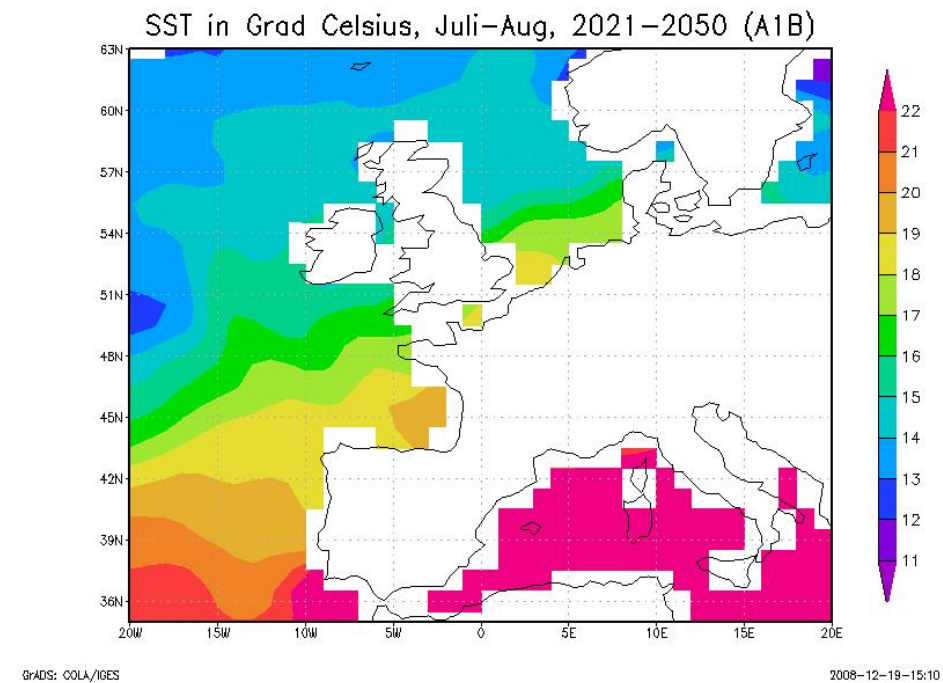 SST in Grad Celsius, Juli-Aug, 2021-2050 (A1B)
63N
60N
57N
54N
51N
48N
45N
42N
39N
36N
20W 15W 10W 5W 0 5E 10E 15E 20E
22
21
20
19
18
17
16
15
14
13
12
11
GrADS: COLA/IGES
2008-12-19-15:10